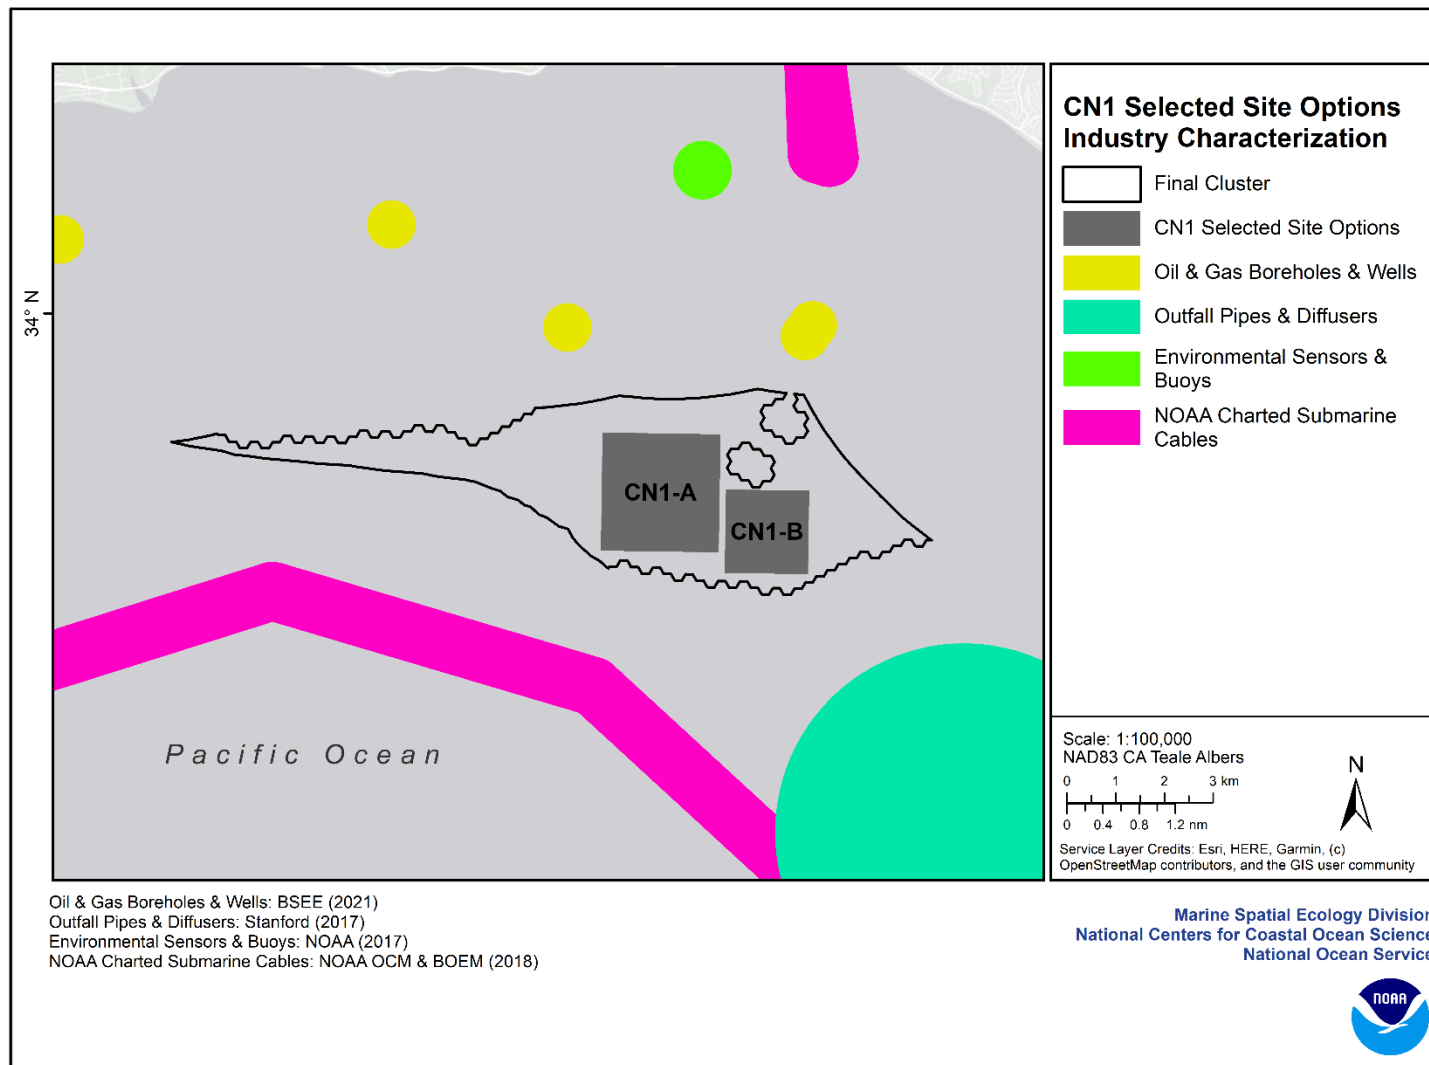 34° N
CN1-A
CN1-B
Pacific Ocean
CN1 Selected Site Options
Industry Characterization
Final Cluster
CN1 Selected Site Options
Oil & Gas Boreholes & Wells
Outfall Pipes & Diffusers
Environmental Sensors &
Buoys
NOAA Charted Submarine
Cables
Scale: 1:100,000
NAD83 CA Teale Albers
0 1 2 3 km
0 0.4 0.8 1.2 nm
N
Service Layer Credits: Esri, HERE, Garmin, (c)
OpenStreetMap contributors, and the GIS user community
Oil & Gas Boreholes & Wells: BSEE (2021)
Outfall Pipes & Diffusers: Stanford (2017)
Environmental Sensors & Buoys: NOAA (2017)
NOAA Charted Submarine Cables: NOAA OCM & BOEM (2018)
Marine Spatial Ecology Division
National Centers for Coastal Ocean Science
National Ocean Service
NOAA